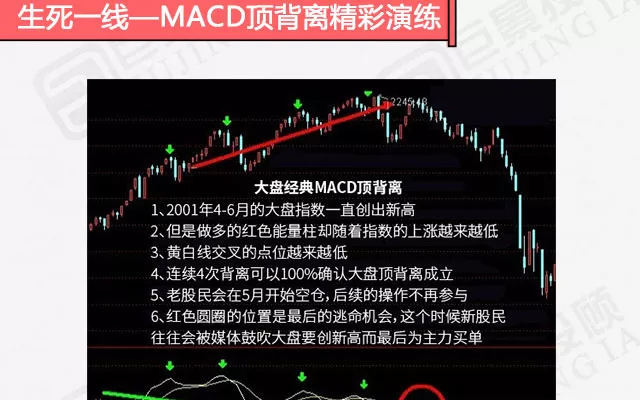 生死一线—MACD顶背离精彩演练
2245.43
大盘经典MACD顶背离
1、2001年4-6月的大盘指数一直创出新高
2、但是做多的红色能量柱却随着指数的上涨越来越低
3、黄白线交叉的点位越来越低
4、连续4次背离可以100%确认大盘顶背离成立
5、老股民会在5月开始空仓，后续的操作不再参与
6、红色圆圈的位置是最后的逃命机会，这个时候新股民
往往会被媒体鼓吹大盘要创新高而最后为主力买单